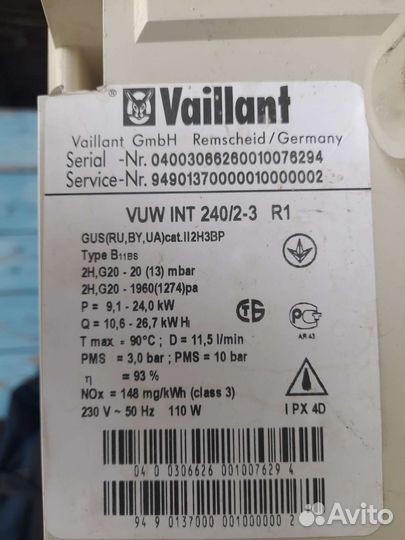 ® Vaillant
Vaillant GmbH Remscheid/Germany
Serial -Nr. 04003066260010076294
Service-Nr. 94901370000010000002
VUW INT 240/2-3 R1
GUS(RU,BY,UA)cat.II2H3BP
Type B11BS
2H,G20 - 20 (13) mbar
2H,G20 - 1960(1274)pa
P = 9,1 - 24,0 kW
Q = 10,6 - 26,7 kW Hi
T max = 90°C ; D = 11,5 l/min
PMS = 3,0 bar ; PMS = 10 bar
η = 93 %
NOx = 148 mg/kWh (class 3)
230 V ~ 50 Hz 110 W
АЯ 43
I PX 4D
04 0 0306626 001007629 4
94 9 0137000 001000000 2
Avito